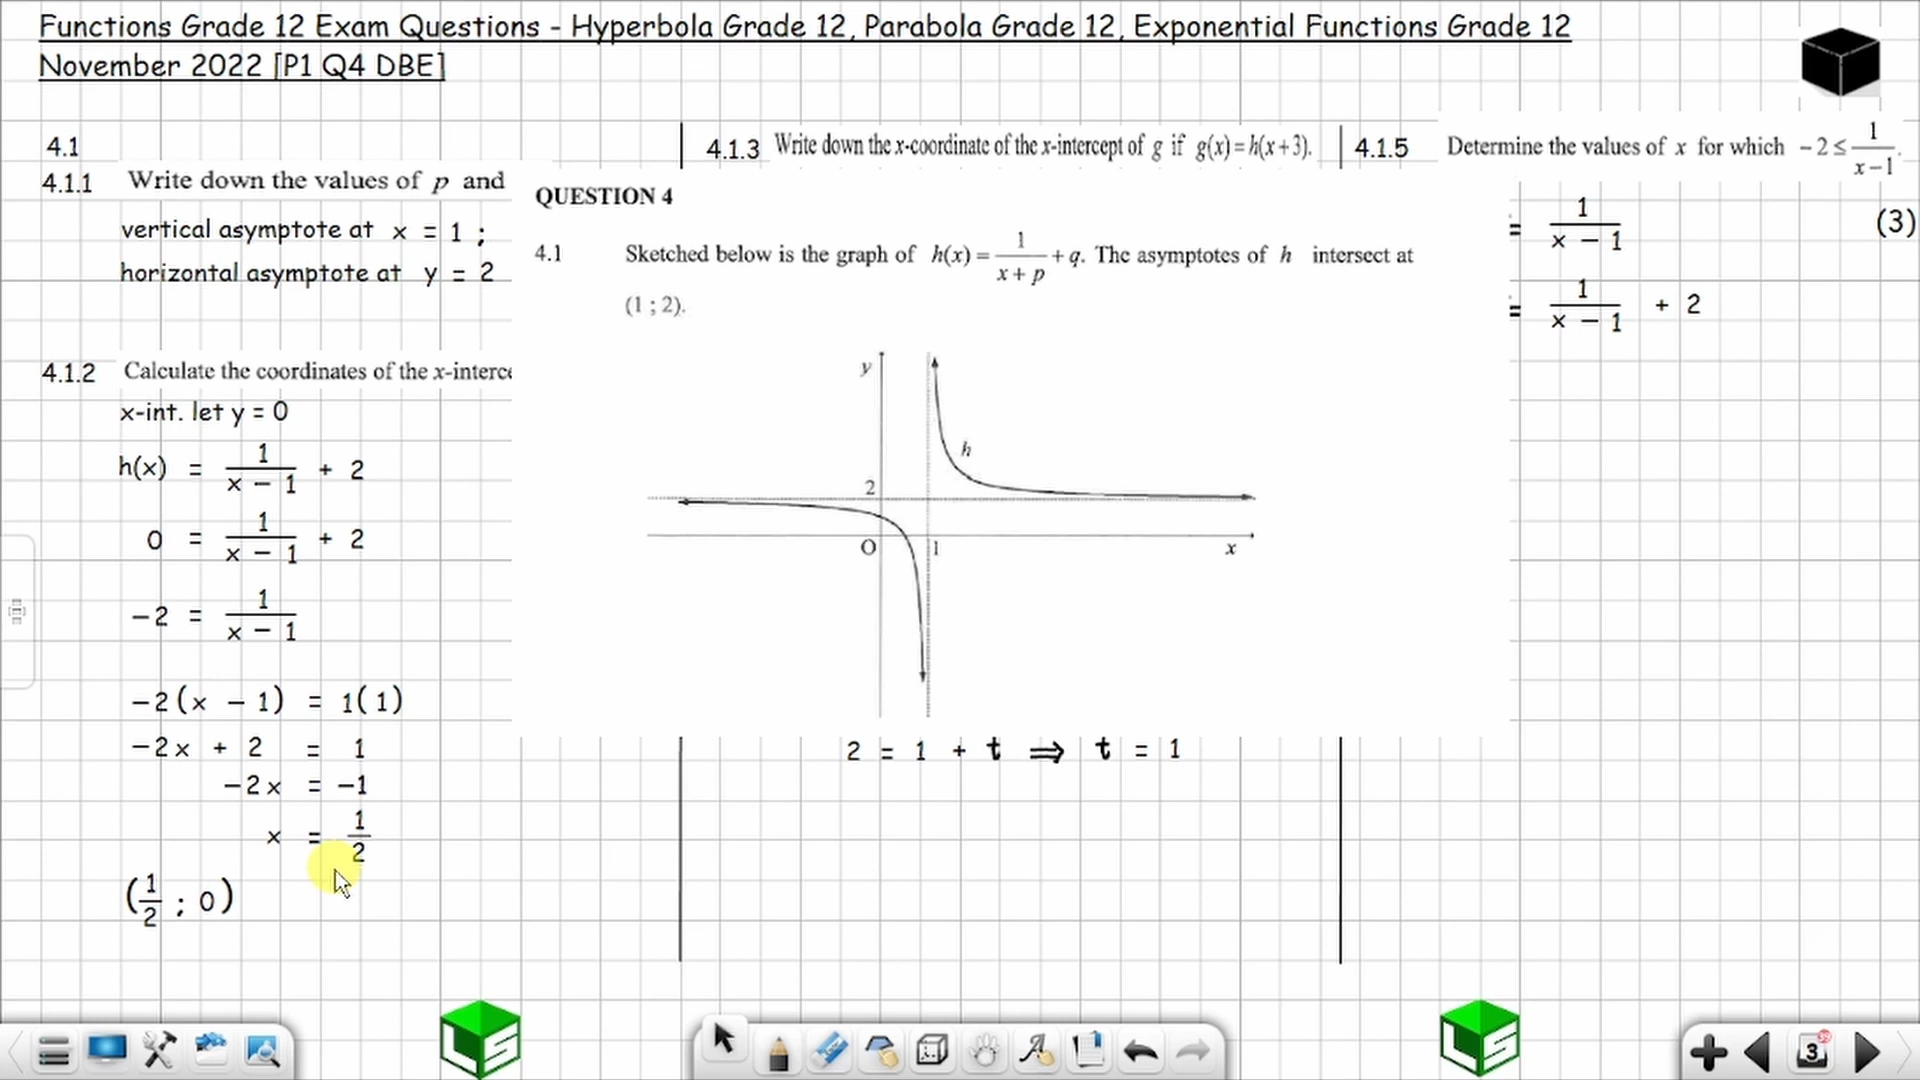 Functions Grade 12 Exam Questions - Hyperbola Grade 12, Parabola Grade 12, Exponential Functions Grade 12
November 2022 [P1 Q4 DBE]
4.1
4.1.1 Write down the values of p and
vertical asymptote at x = 1 ;
horizontal asymptote at y = 2
4.1.2 Calculate the coordinates of the x-interce
x-int. let y = 0
h(x) = 1/(x − 1) + 2
0 = 1/(x − 1) + 2
−2 = 1/(x − 1)
−2(x − 1) = 1(1)
−2x + 2 = 1
−2x = −1
x = 1/2
(1/2 ; 0)
4.1.3 Write down the x-coordinate of the x-intercept of g if g(x) = h(x + 3).
QUESTION 4
4.1 Sketched below is the graph of h(x) = 1/(x + p) + q. The asymptotes of h intersect at
(1 ; 2).
y
h
2
O
1
x
2 = 1 + t ⇒ t = 1
4.1.5 Determine the values of x for which −2 ≤ 1/(x − 1).
(3)
= 1/(x − 1)
= 1/(x − 1) + 2
LS
LS
3